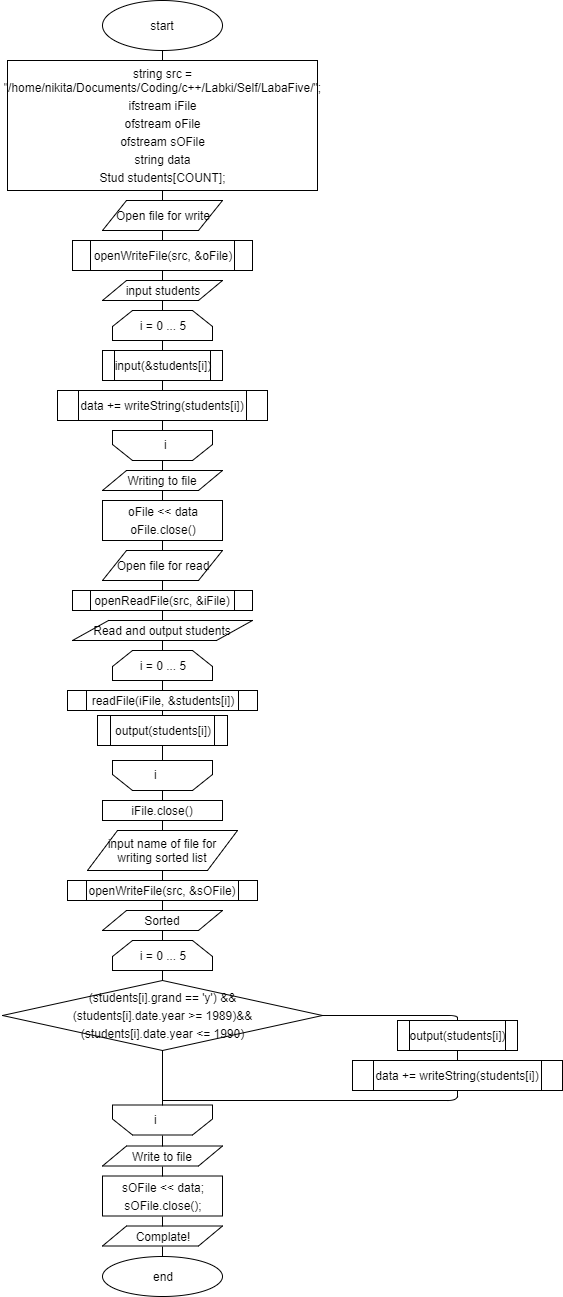 start
string src =
"/home/nikita/Documents/Coding/c++/Labki/Self/LabaFive/";
ifstream iFile
ofstream oFile
ofstream sOFile
string data
Stud students[COUNT];
Open file for write
openWriteFile(src, &oFile)
input students
i = 0 ... 5
input(&students[i])
data += writeString(students[i])
i
Writing to file
oFile << data
oFile.close()
Open file for read
openReadFile(src, &iFile)
Read and output students
i = 0 ... 5
readFile(iFile, &students[i])
output(students[i])
i
iFile.close()
input name of file for
writing sorted list
openWriteFile(src, &sOFile)
Sorted
i = 0 ... 5
(students[i].grand == 'y') &&
(students[i].date.year >= 1989)&&
(students[i].date.year <= 1990)
output(students[i])
data += writeString(students[i])
i
Write to file
sOFile << data;
sOFile.close();
Complate!
end